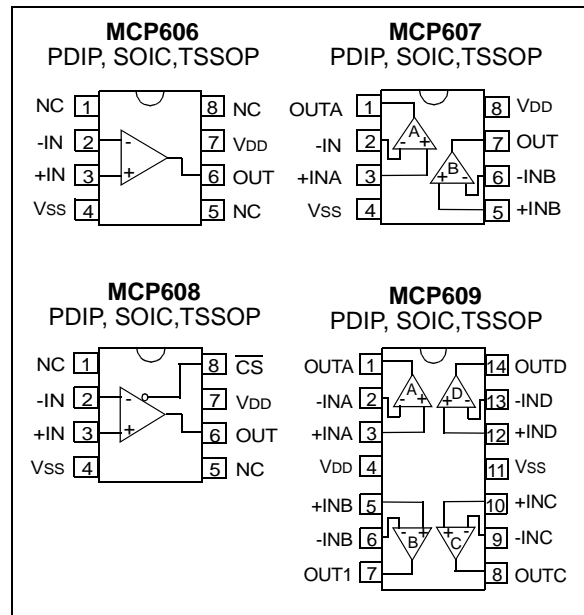 MCP606
PDIP, SOIC,TSSOP
NC 1 8 NC
-IN 2 - 7 VDD
+IN 3 + 6 OUT
VSS 4 5 NC
MCP607
PDIP, SOIC,TSSOP
OUTA 1 8 VDD
-IN 2 A - + 7 OUT
+INA 3 B + - 6 -INB
VSS 4 5 +INB
MCP608
PDIP, SOIC,TSSOP
NC 1 8 CS
-IN 2 - 7 VDD
+IN 3 + 6 OUT
VSS 4 5 NC
MCP609
PDIP, SOIC,TSSOP
OUTA 1 14 OUTD
-INA 2 A - + D + - 13 -IND
+INA 3 12 +IND
VDD 4 11 VSS
+INB 5 10 +INC
-INB 6 - + B + - C 9 -INC
OUT1 7 8 OUTC